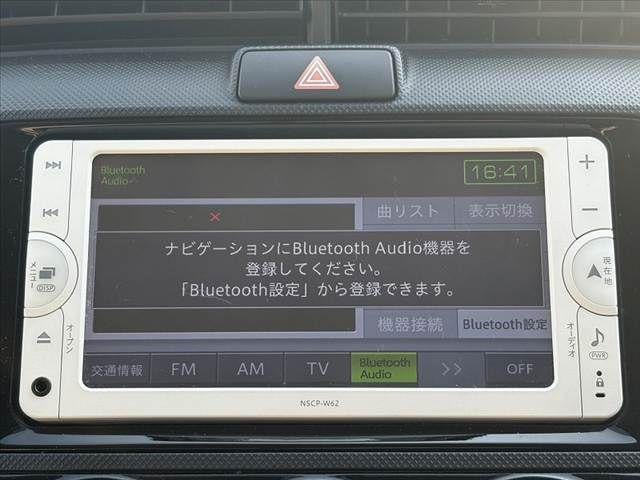 Bluetooth
Audio
16:41
曲リスト
表示切換
ナビゲーションにBluetooth Audio機器を
登録してください。
「Bluetooth設定」から登録できます。
機器接続
Bluetooth設定
交通情報
FM
AM
TV
Bluetooth
Audio
>>
OFF
メニュー
DISP
オープン
現在地
オーディオ
PWR
NSCP-W62